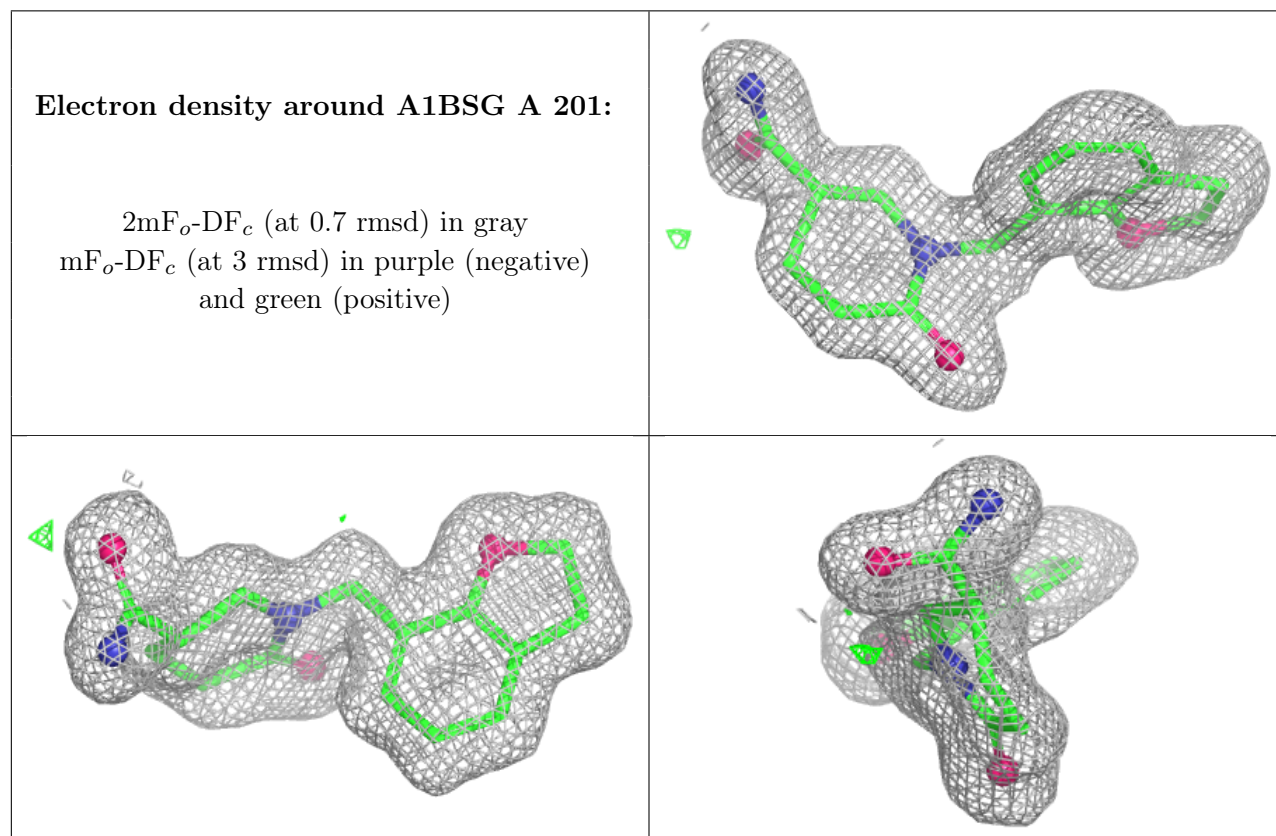 Electron density around A1BSG A 201:
2mFo-DFc (at 0.7 rmsd) in gray
mFo-DFc (at 3 rmsd) in purple (negative)
and green (positive)